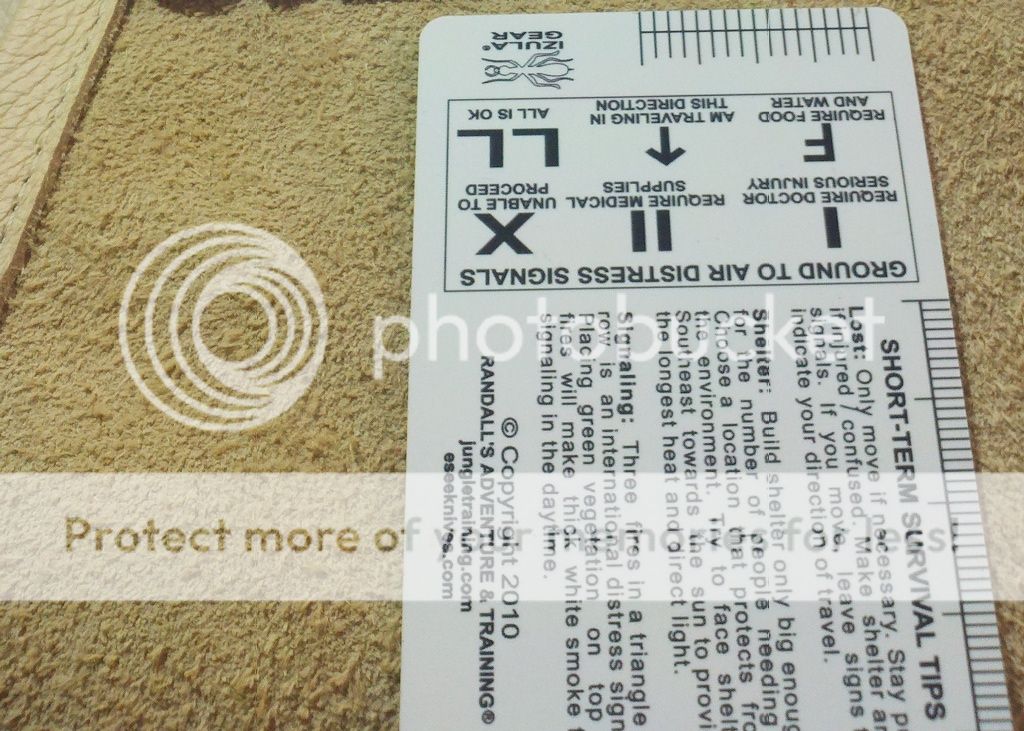 GROUND TO AIR DISTRESS SIGNALS
I II X
REQUIRE DOCTOR REQUIRE MEDICAL UNABLE TO
SERIOUS INJURY SUPPLIES PROCEED
F ↑ LL
REQUIRE FOOD AM TRAVELING IN ALL IS OK
AND WATER THIS DIRECTION
IZULA®
GEAR
SHORT-TERM SURVIVAL TIPS
Lost: Only move if necessary. Stay
if injured / confused. Make shelter
signals. If you move, leave signs
indicate your direction of travel.
Shelter: Build shelter only big
for the number of people needing
Choose a location that protects
the environment. Try to face
Southeast towards the sun to
the longest heat and direct light.
Signaling: Three fires in a triangle
row is an international distress
Placing green vegetation on top
fires will make thick white smoke
signaling in the daytime.
© Copyright 2010
RANDALL'S ADVENTURE & TRAINING®
jungletraining.com
eseeknives.com
photobucket
Protect more of your memories for less!